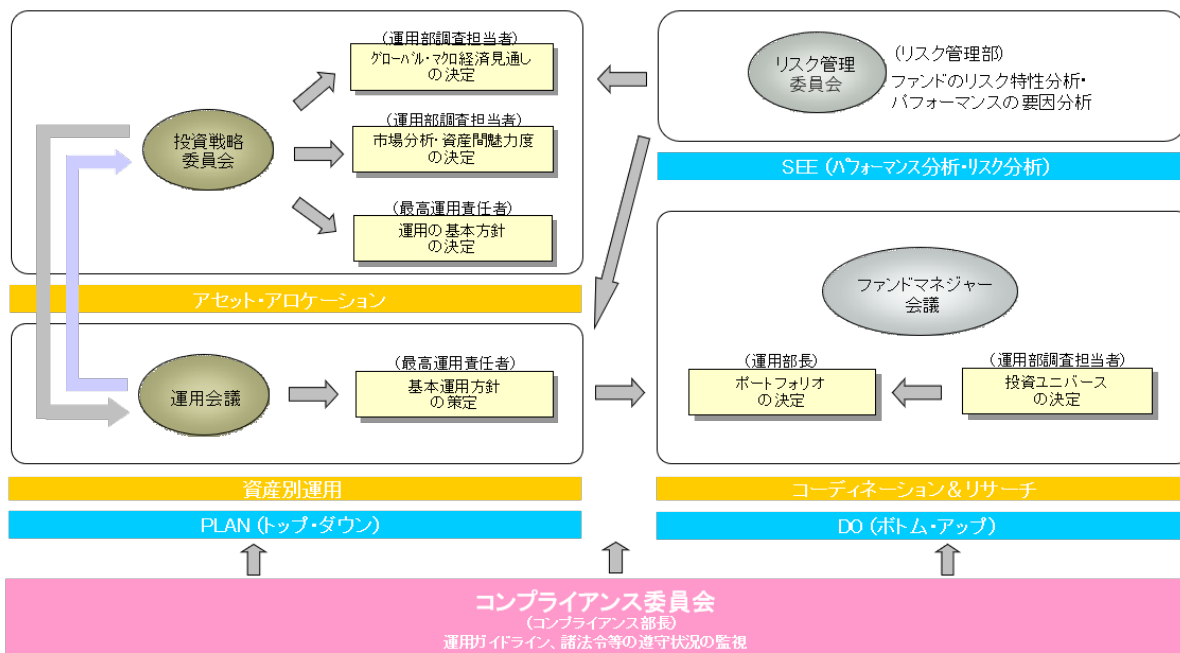 (運用部調査担当者)
グローバル・マクロ経済見通し
の決定
投資戦略
委員会
(運用部調査担当者)
市場分析・資産間魅力度
の決定
(最高運用責任者)
運用の基本方針
の決定
アセット・アロケーション
運用会議
(最高運用責任者)
基本運用方針
の策定
資産別運用
PLAN (トップ・ダウン)
リスク管理
委員会
(リスク管理部)
ファンドのリスク特性分析・
パフォーマンスの要因分析
SEE (パフォーマンス分析・リスク分析)
ファンドマネジャー
会議
(運用部長)
ポートフォリオ
の決定
(運用部調査担当者)
投資ユニバース
の決定
コーディネーション&リサーチ
DO (ボトム・アップ)
コンプライアンス委員会
(コンプライアンス部長)
運用ガイドライン、諸法令等の遵守状況の監視